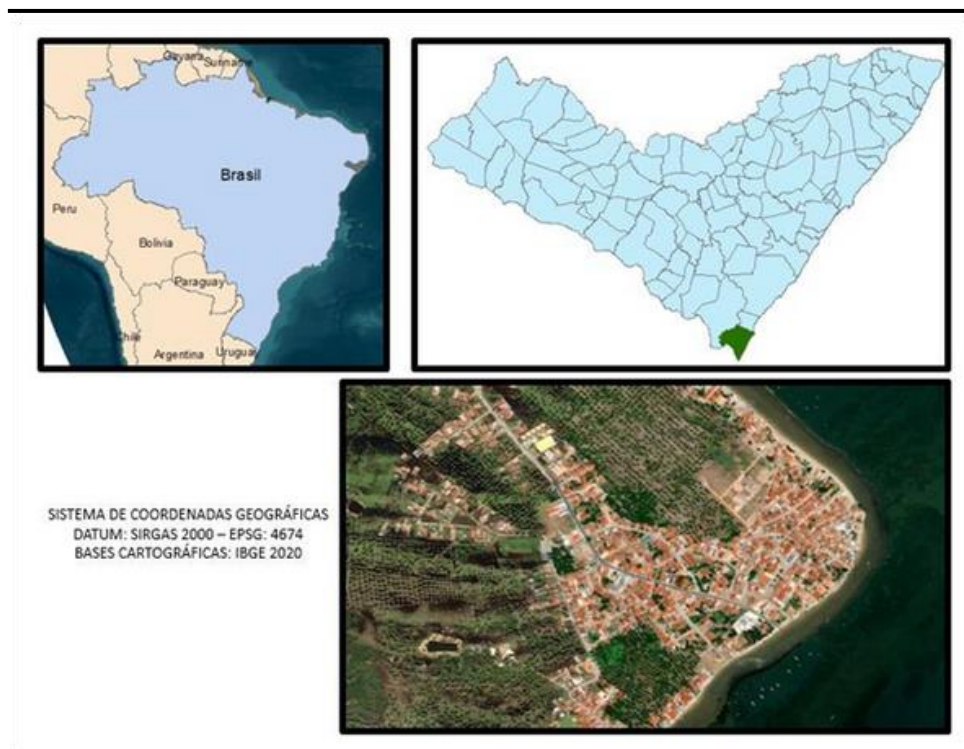 Guyana
Suriname
Brasil
Peru
Bolivia
Paraguay
Chile
Argentina
Uruguay
SISTEMA DE COORDENADAS GEOGRÁFICAS
DATUM: SIRGAS 2000 – EPSG: 4674
BASES CARTOGRÁFICAS: IBGE 2020